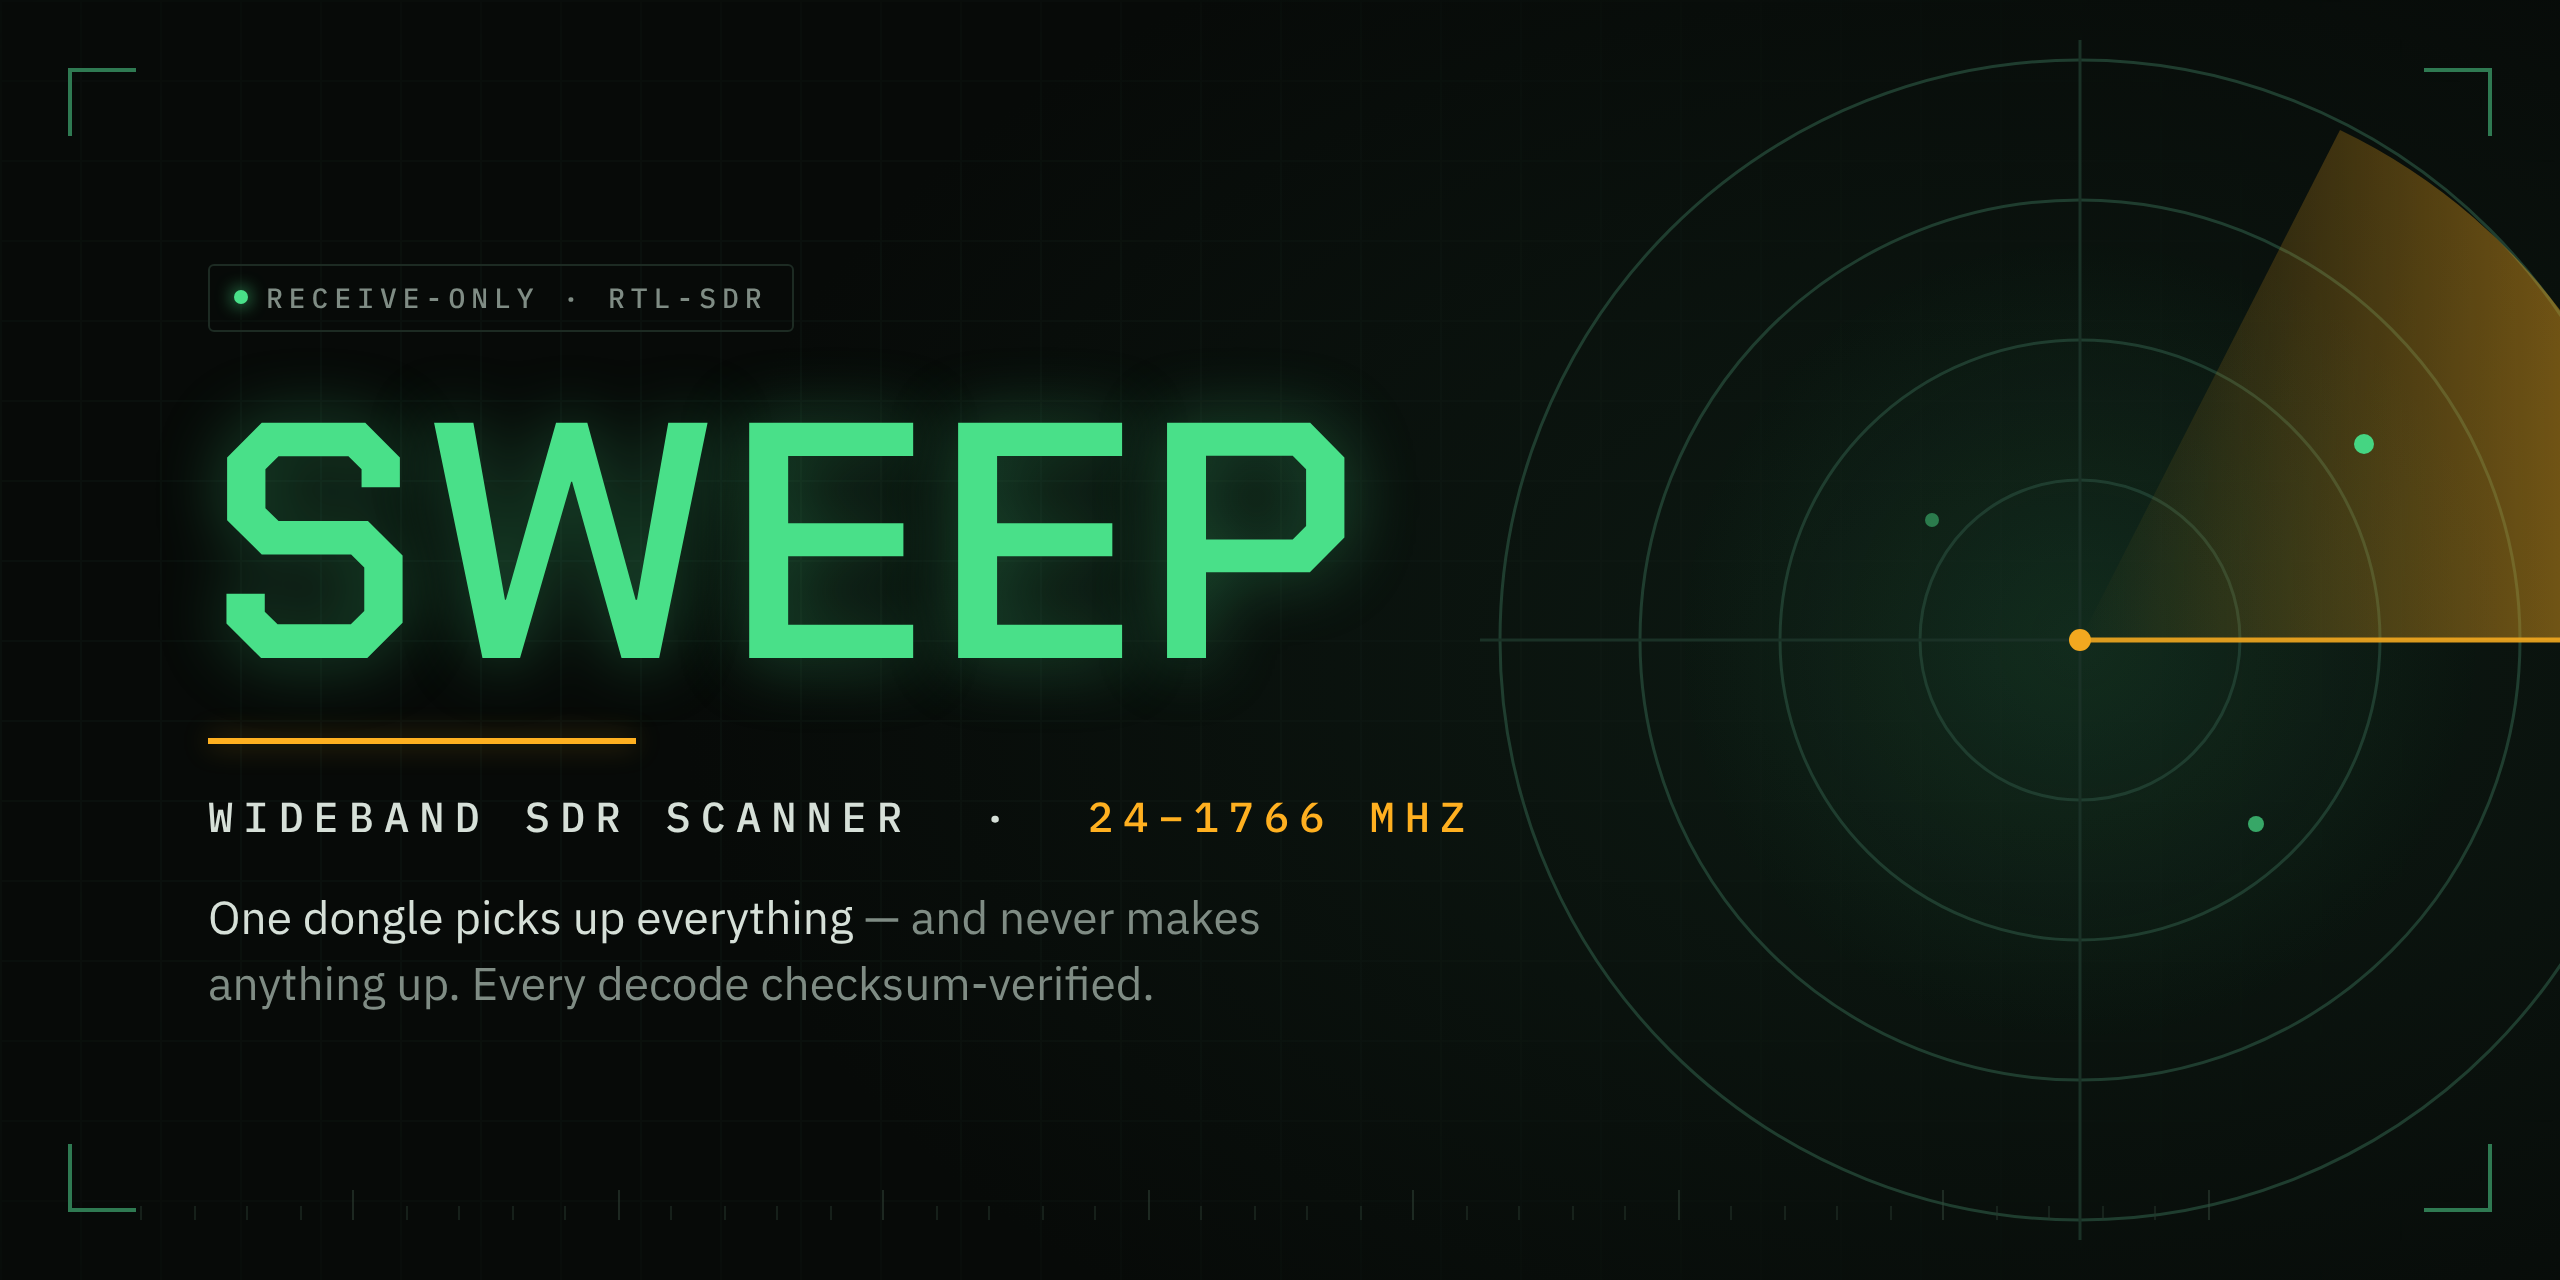 RECEIVE-ONLY · RTL-SDR
SWEEP
WIDEBAND SDR SCANNER · 24–1766 MHZ
One dongle picks up everything — and never makes
anything up. Every decode checksum-verified.